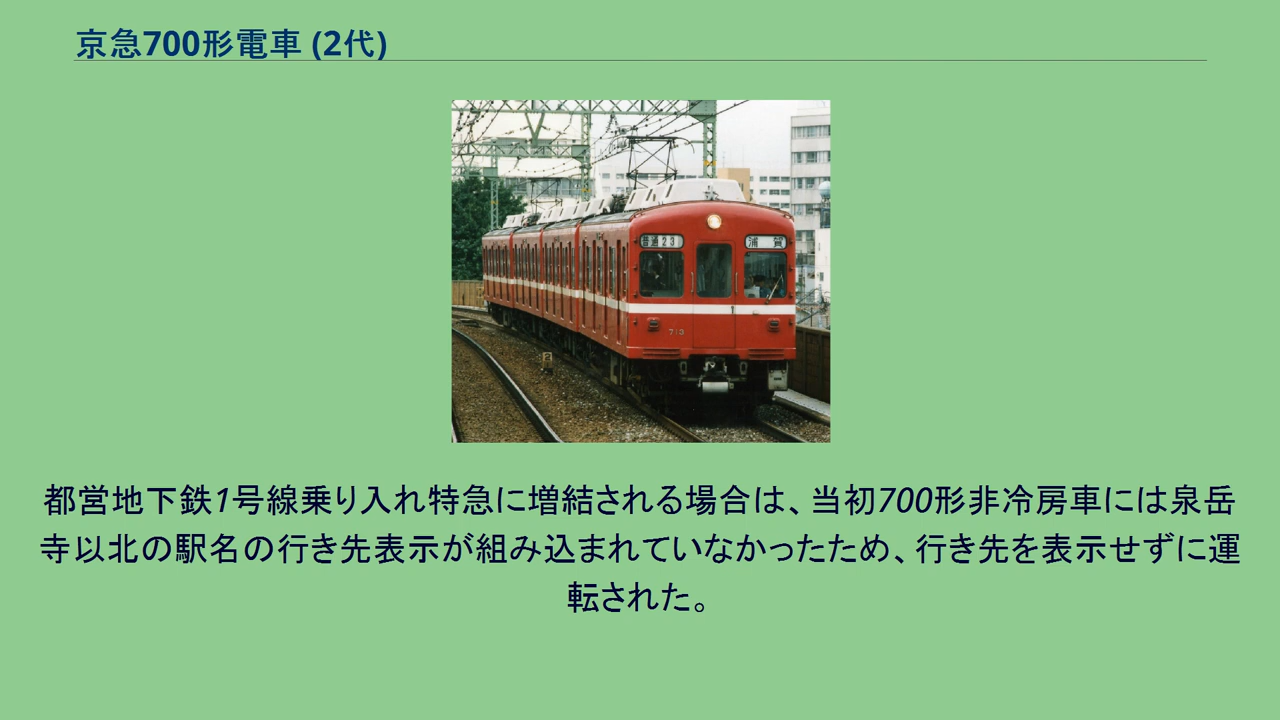 京急700形電車 (2代)
普通23
浦賀
713
都営地下鉄1号線乗り入れ特急に増結される場合は、当初700形非冷房車には泉岳
寺以北の駅名の行き先表示が組み込まれていなかったため、行き先を表示せずに運
転された。